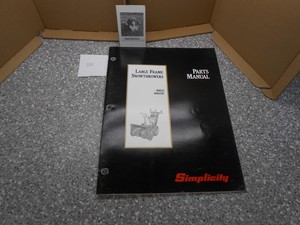 LARGE FRAME
SNOWTHROWERS
PARTS
MANUAL
Simplicity